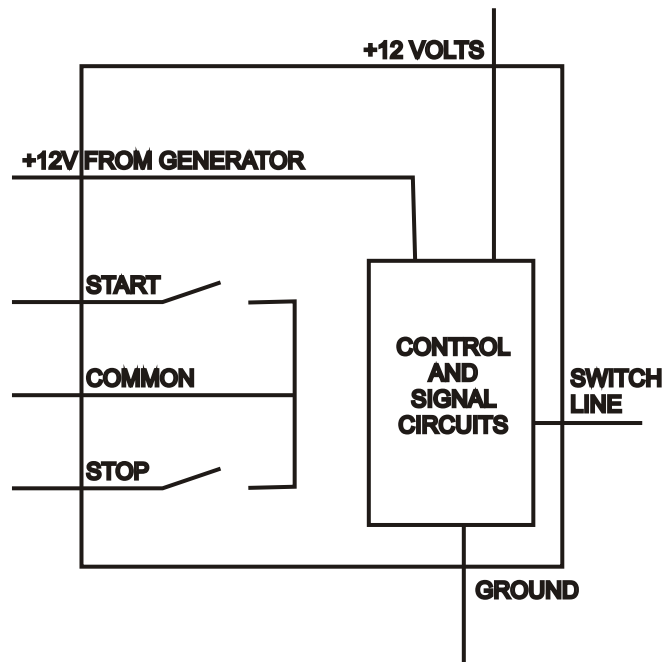 +12 VOLTS
+12V FROM GENERATOR
START
COMMON
STOP
CONTROL
AND
SIGNAL
CIRCUITS
SWITCH
LINE
GROUND